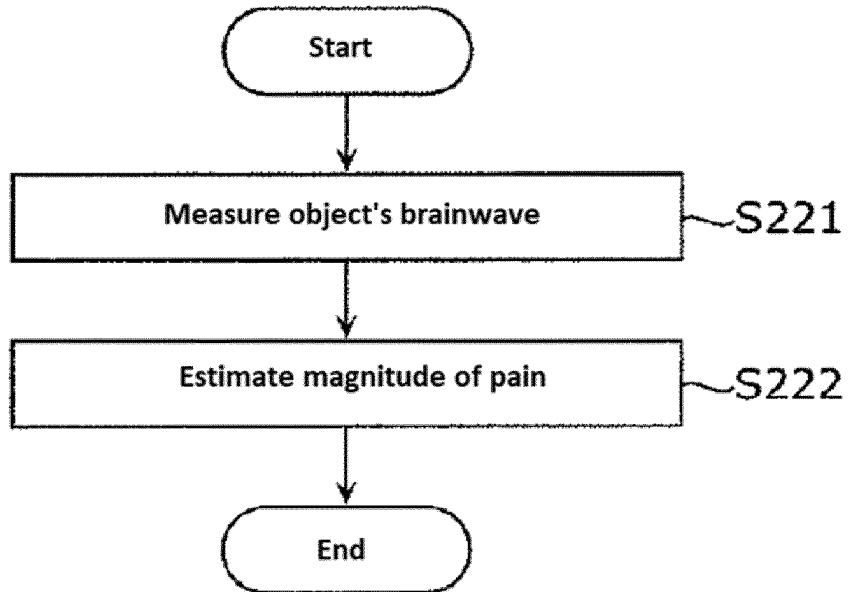 Start
Measure object's brainwave
S221
Estimate magnitude of pain
S222
End